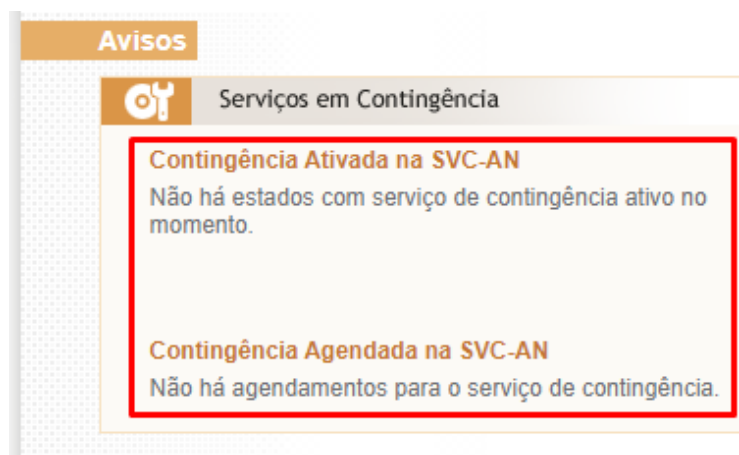 Avisos
Serviços em Contingência
Contingência Ativada na SVC-AN
Não há estados com serviço de contingência ativo no
momento.
Contingência Agendada na SVC-AN
Não há agendamentos para o serviço de contingência.